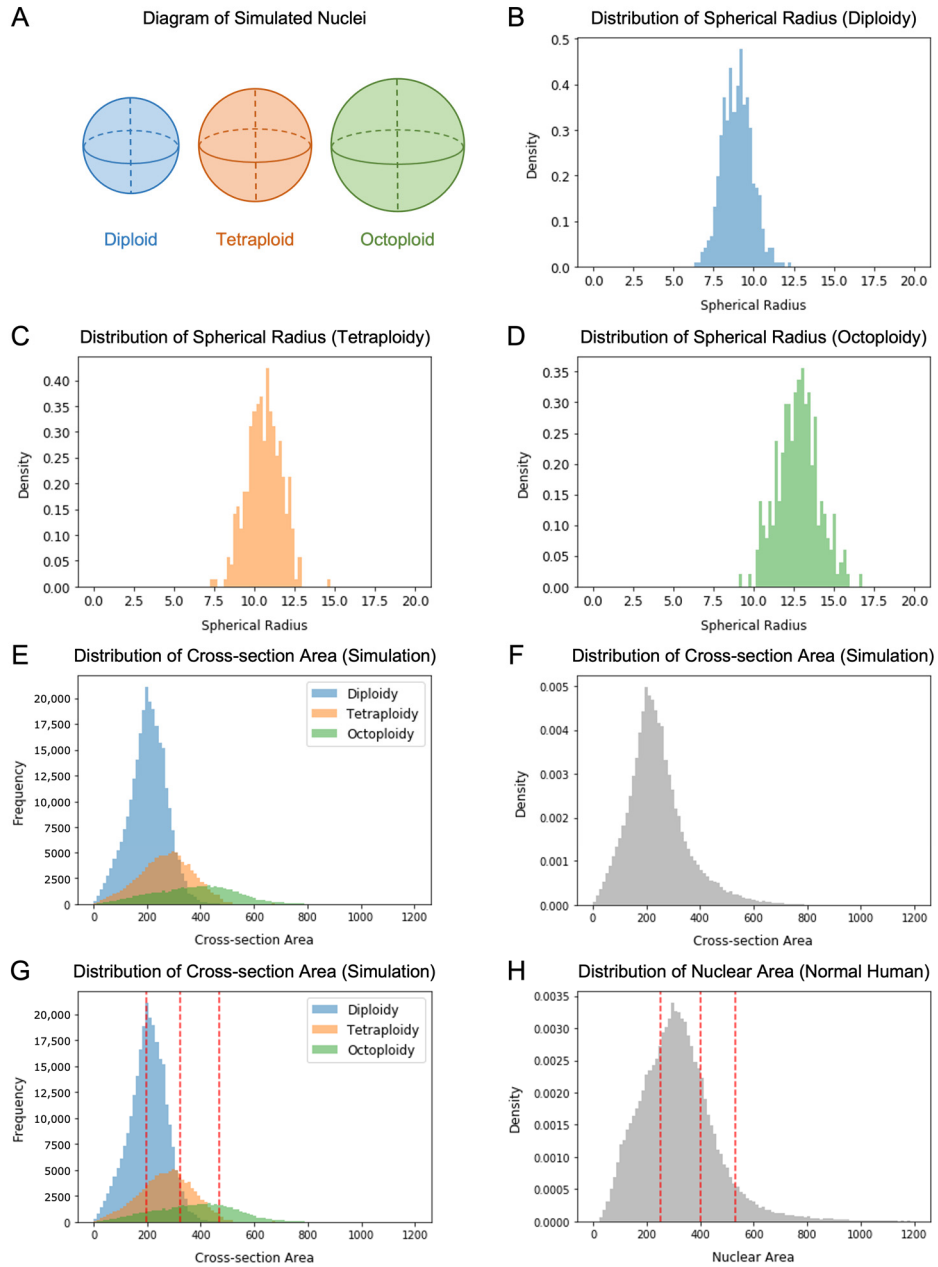 A
Diagram of Simulated Nuclei
Diploid
Tetraploid
Octoploid
B
Distribution of Spherical Radius (Diploidy)
Density
0.5
0.4
0.3
0.2
0.1
0.0
0.0 2.5 5.0 7.5 10.0 12.5 15.0 17.5 20.0
Spherical Radius
C
Distribution of Spherical Radius (Tetraploidy)
Density
0.40
0.35
0.30
0.25
0.20
0.15
0.10
0.05
0.00
0.0 2.5 5.0 7.5 10.0 12.5 15.0 17.5 20.0
Spherical Radius
D
Distribution of Spherical Radius (Octoploidy)
Density
0.35
0.30
0.25
0.20
0.15
0.10
0.05
0.00
0.0 2.5 5.0 7.5 10.0 12.5 15.0 17.5 20.0
Spherical Radius
E
Distribution of Cross-section Area (Simulation)
Frequency
20,000
17,500
15,000
12,500
10,000
7500
5000
2500
0
Diploidy
Tetraploidy
Octoploidy
0 200 400 600 800 1000 1200
Cross-section Area
F
Distribution of Cross-section Area (Simulation)
Density
0.005
0.004
0.003
0.002
0.001
0.000
0 200 400 600 800 1000 1200
Cross-section Area
G
Distribution of Cross-section Area (Simulation)
Frequency
20,000
17,500
15,000
12,500
10,000
7500
5000
2500
0
Diploidy
Tetraploidy
Octoploidy
0 200 400 600 800 1000 1200
Cross-section Area
H
Distribution of Nuclear Area (Normal Human)
Density
0.0035
0.0030
0.0025
0.0020
0.0015
0.0010
0.0005
0.0000
0 200 400 600 800 1000 1200
Nuclear Area